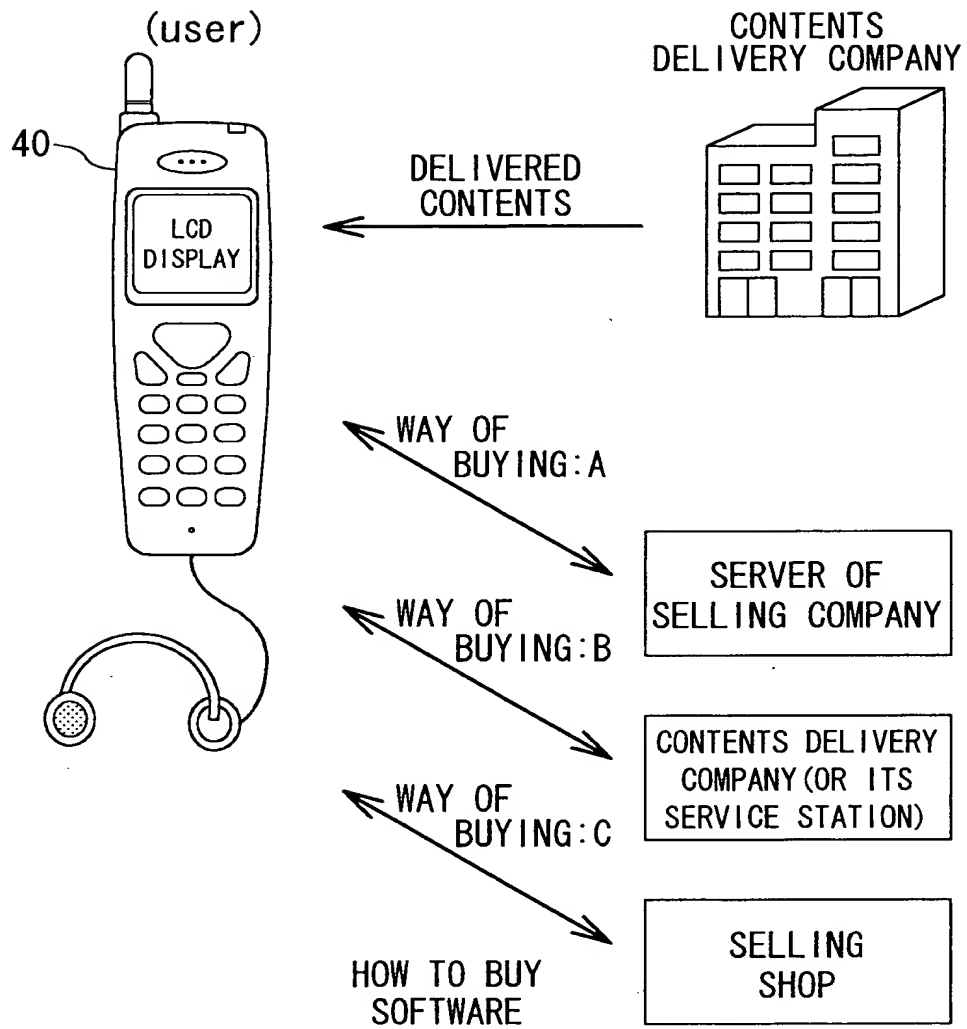 (user)
CONTENTS
DELIVERY COMPANY
40
DELIVERED
CONTENTS
LCD
DISPLAY
WAY OF
BUYING:A
SERVER OF
SELLING COMPANY
WAY OF
BUYING:B
CONTENTS DELIVERY
COMPANY(OR ITS
SERVICE STATION)
WAY OF
BUYING:C
SELLING
SHOP
HOW TO BUY
SOFTWARE